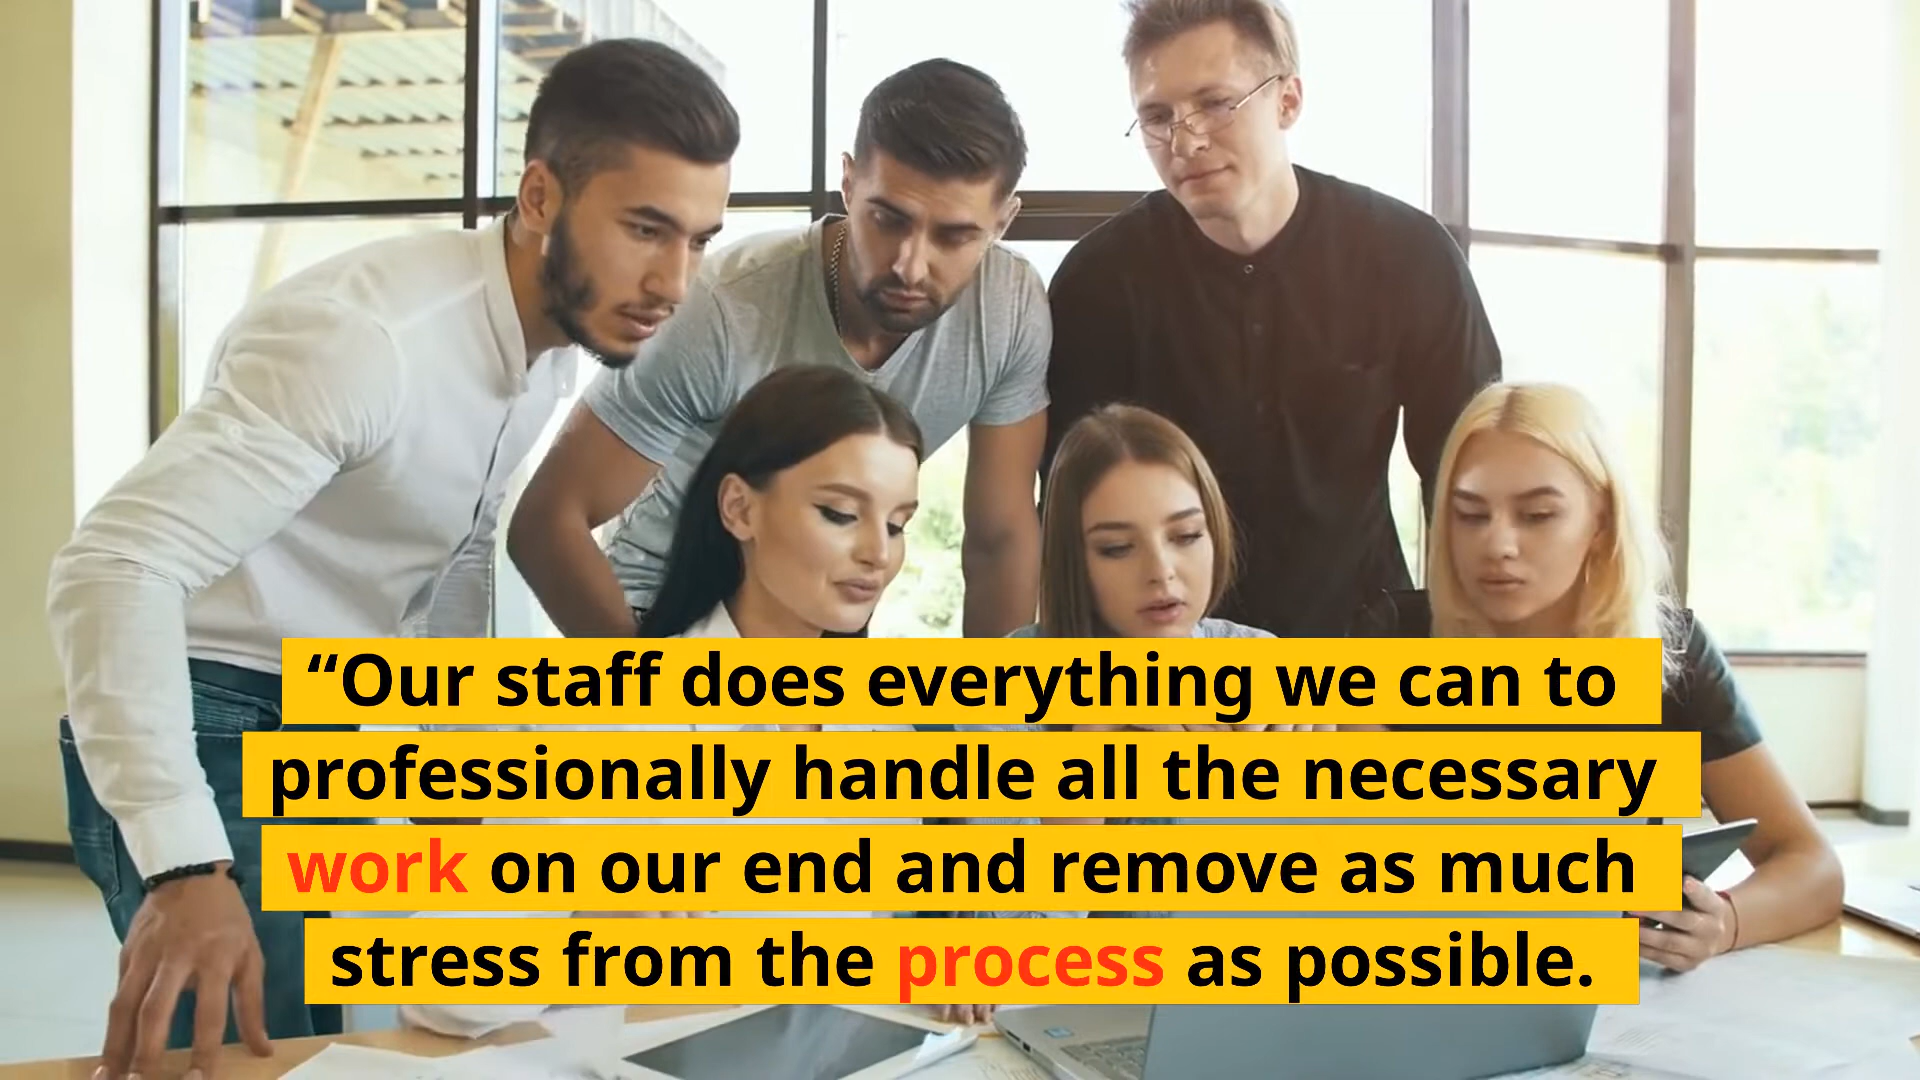 “Our staff does everything we can to
professionally handle all the necessary
work on our end and remove as much
stress from the process as possible.